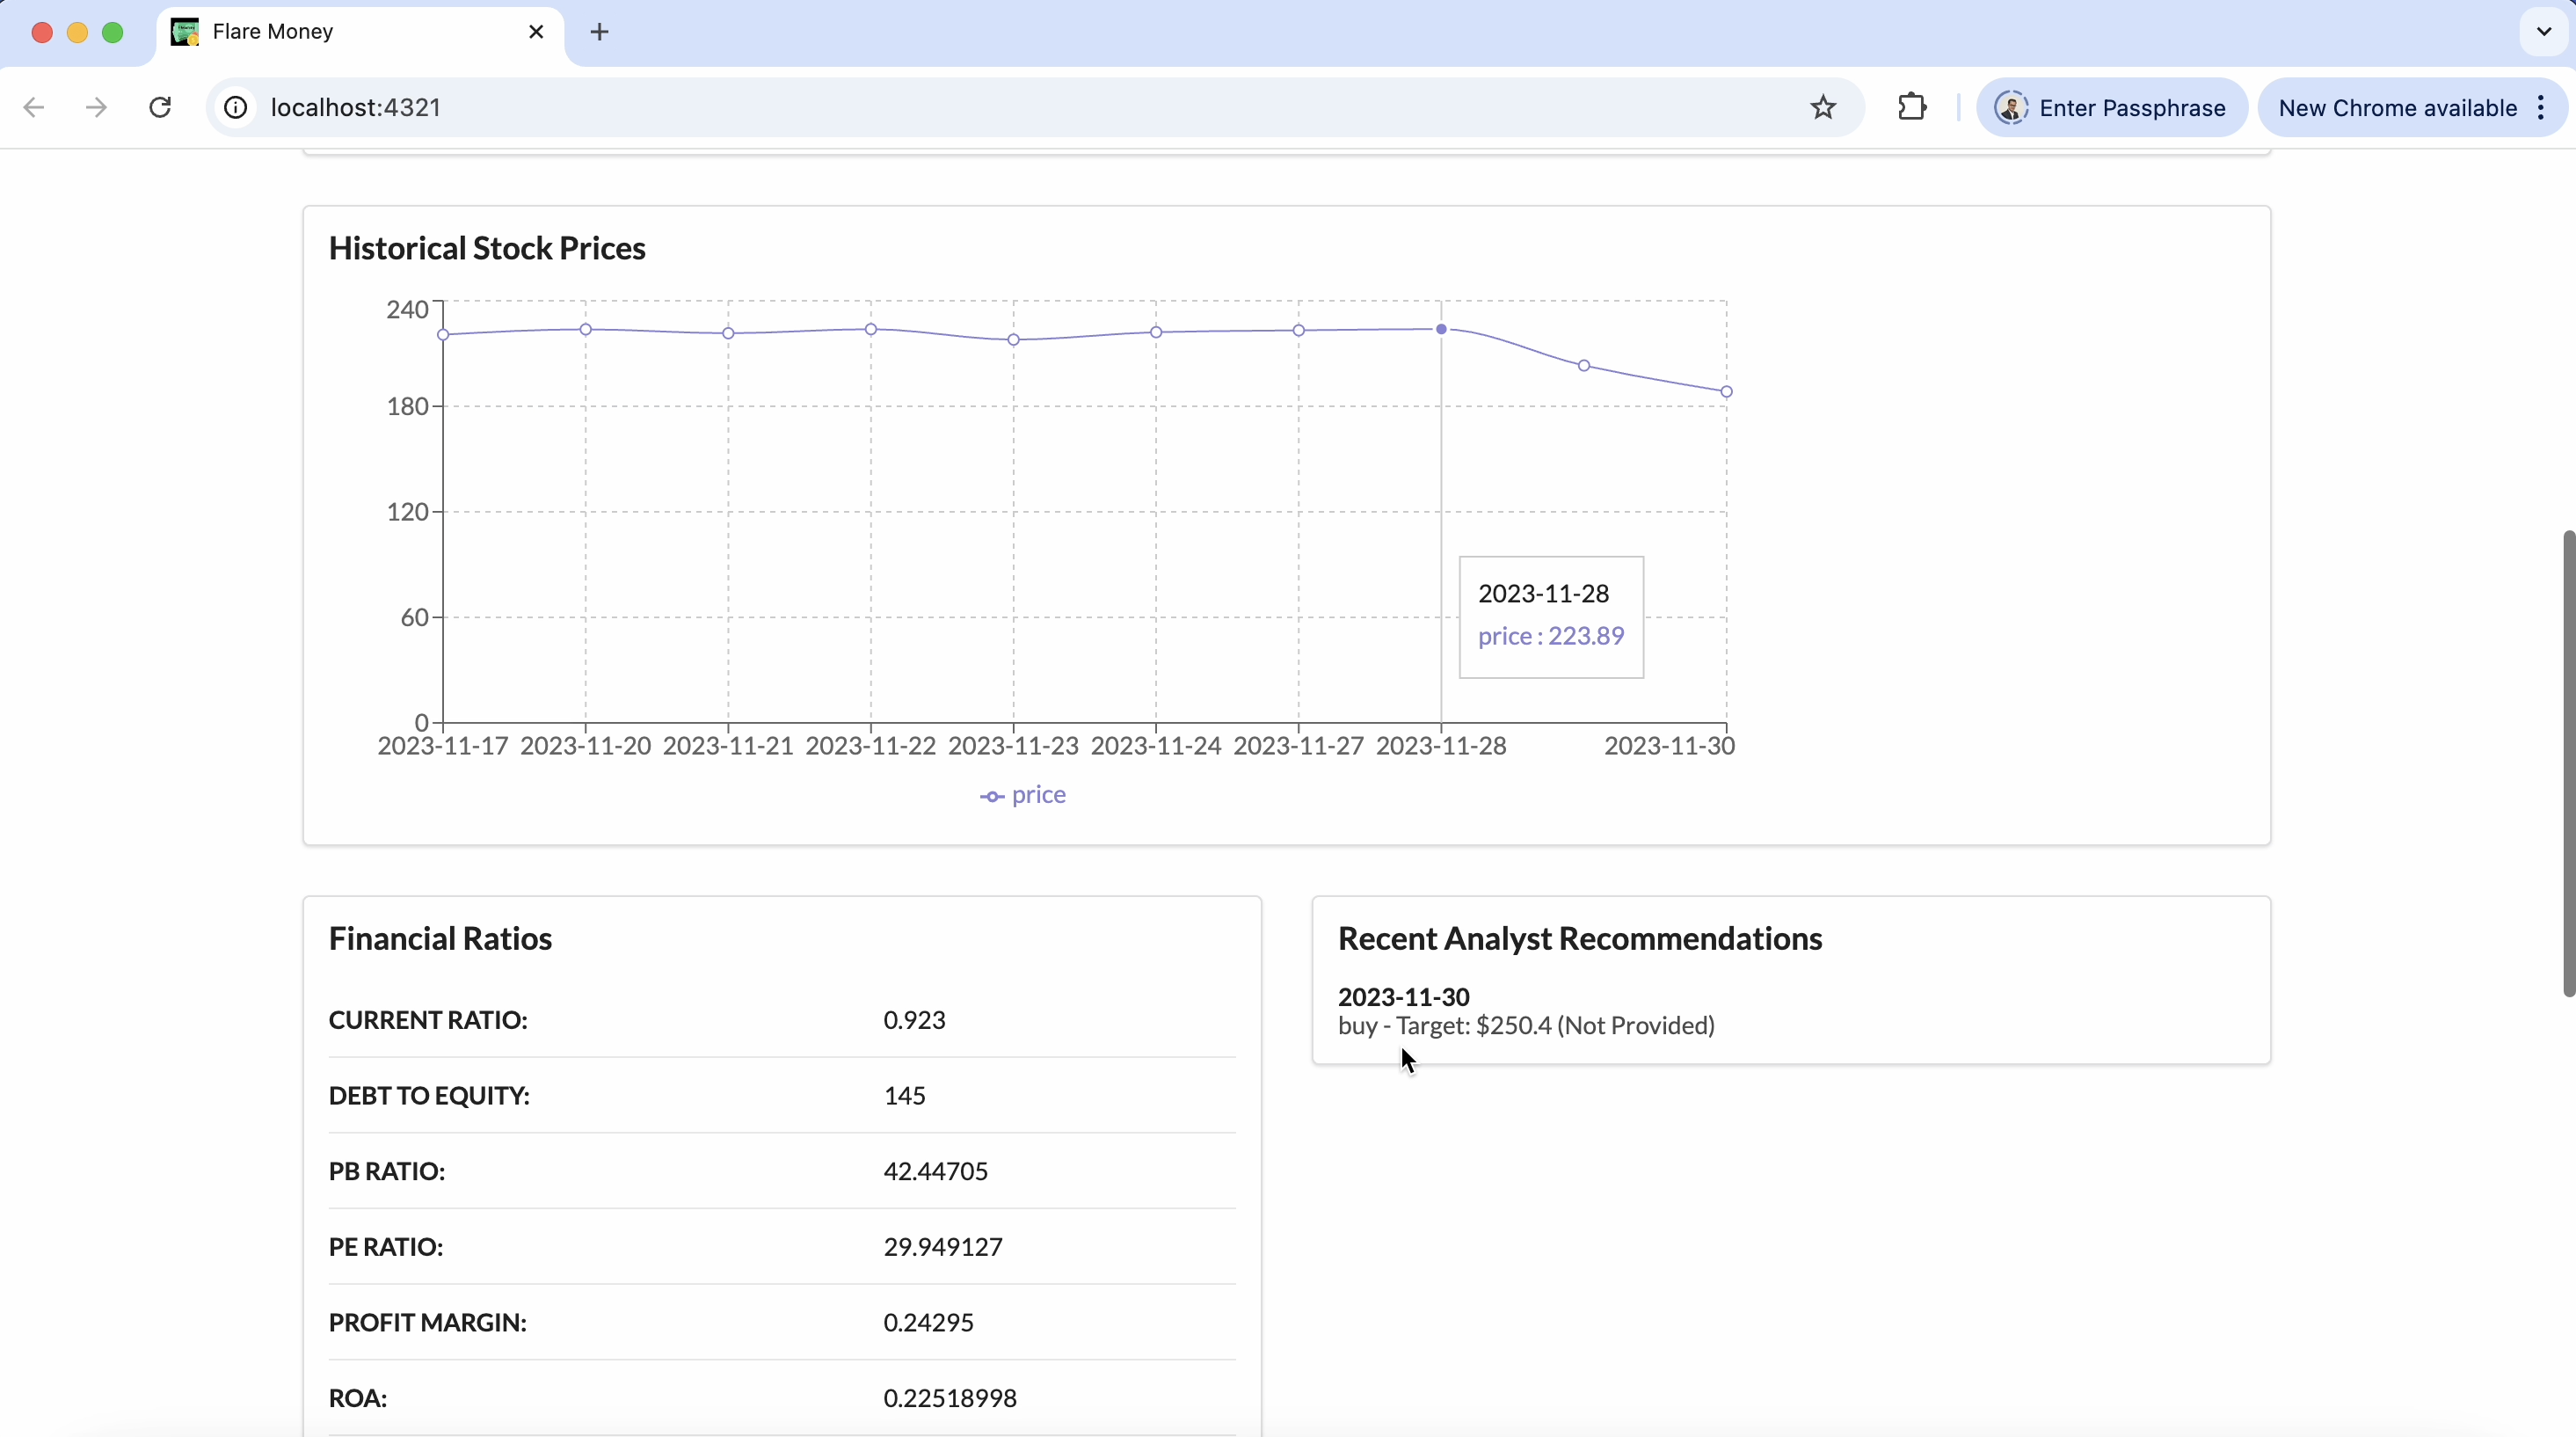 Flare Money
localhost:4321
Enter Passphrase
New Chrome available
Historical Stock Prices
240
180
120
60
0
2023-11-28
price : 223.89
2023-11-17 2023-11-20 2023-11-21 2023-11-22 2023-11-23 2023-11-24 2023-11-27 2023-11-28 2023-11-30
price
Financial Ratios
CURRENT RATIO: 0.923
DEBT TO EQUITY: 145
PB RATIO: 42.44705
PE RATIO: 29.949127
PROFIT MARGIN: 0.24295
ROA: 0.22518998
Recent Analyst Recommendations
2023-11-30
buy - Target: $250.4 (Not Provided)